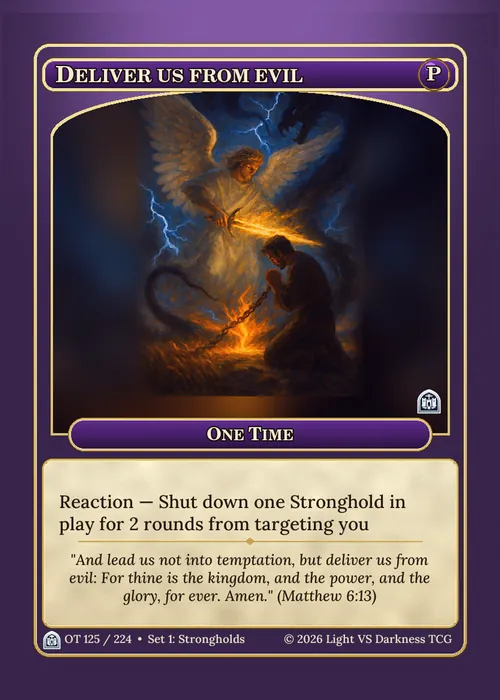 DELIVER US FROM EVIL
P
ONE TIME
Reaction — Shut down one Stronghold in
play for 2 rounds from targeting you
"And lead us not into temptation, but deliver us from
evil: For thine is the kingdom, and the power, and the
glory, for ever. Amen." (Matthew 6:13)
OT 125 / 224 • Set 1: Strongholds © 2026 Light VS Darkness TCG